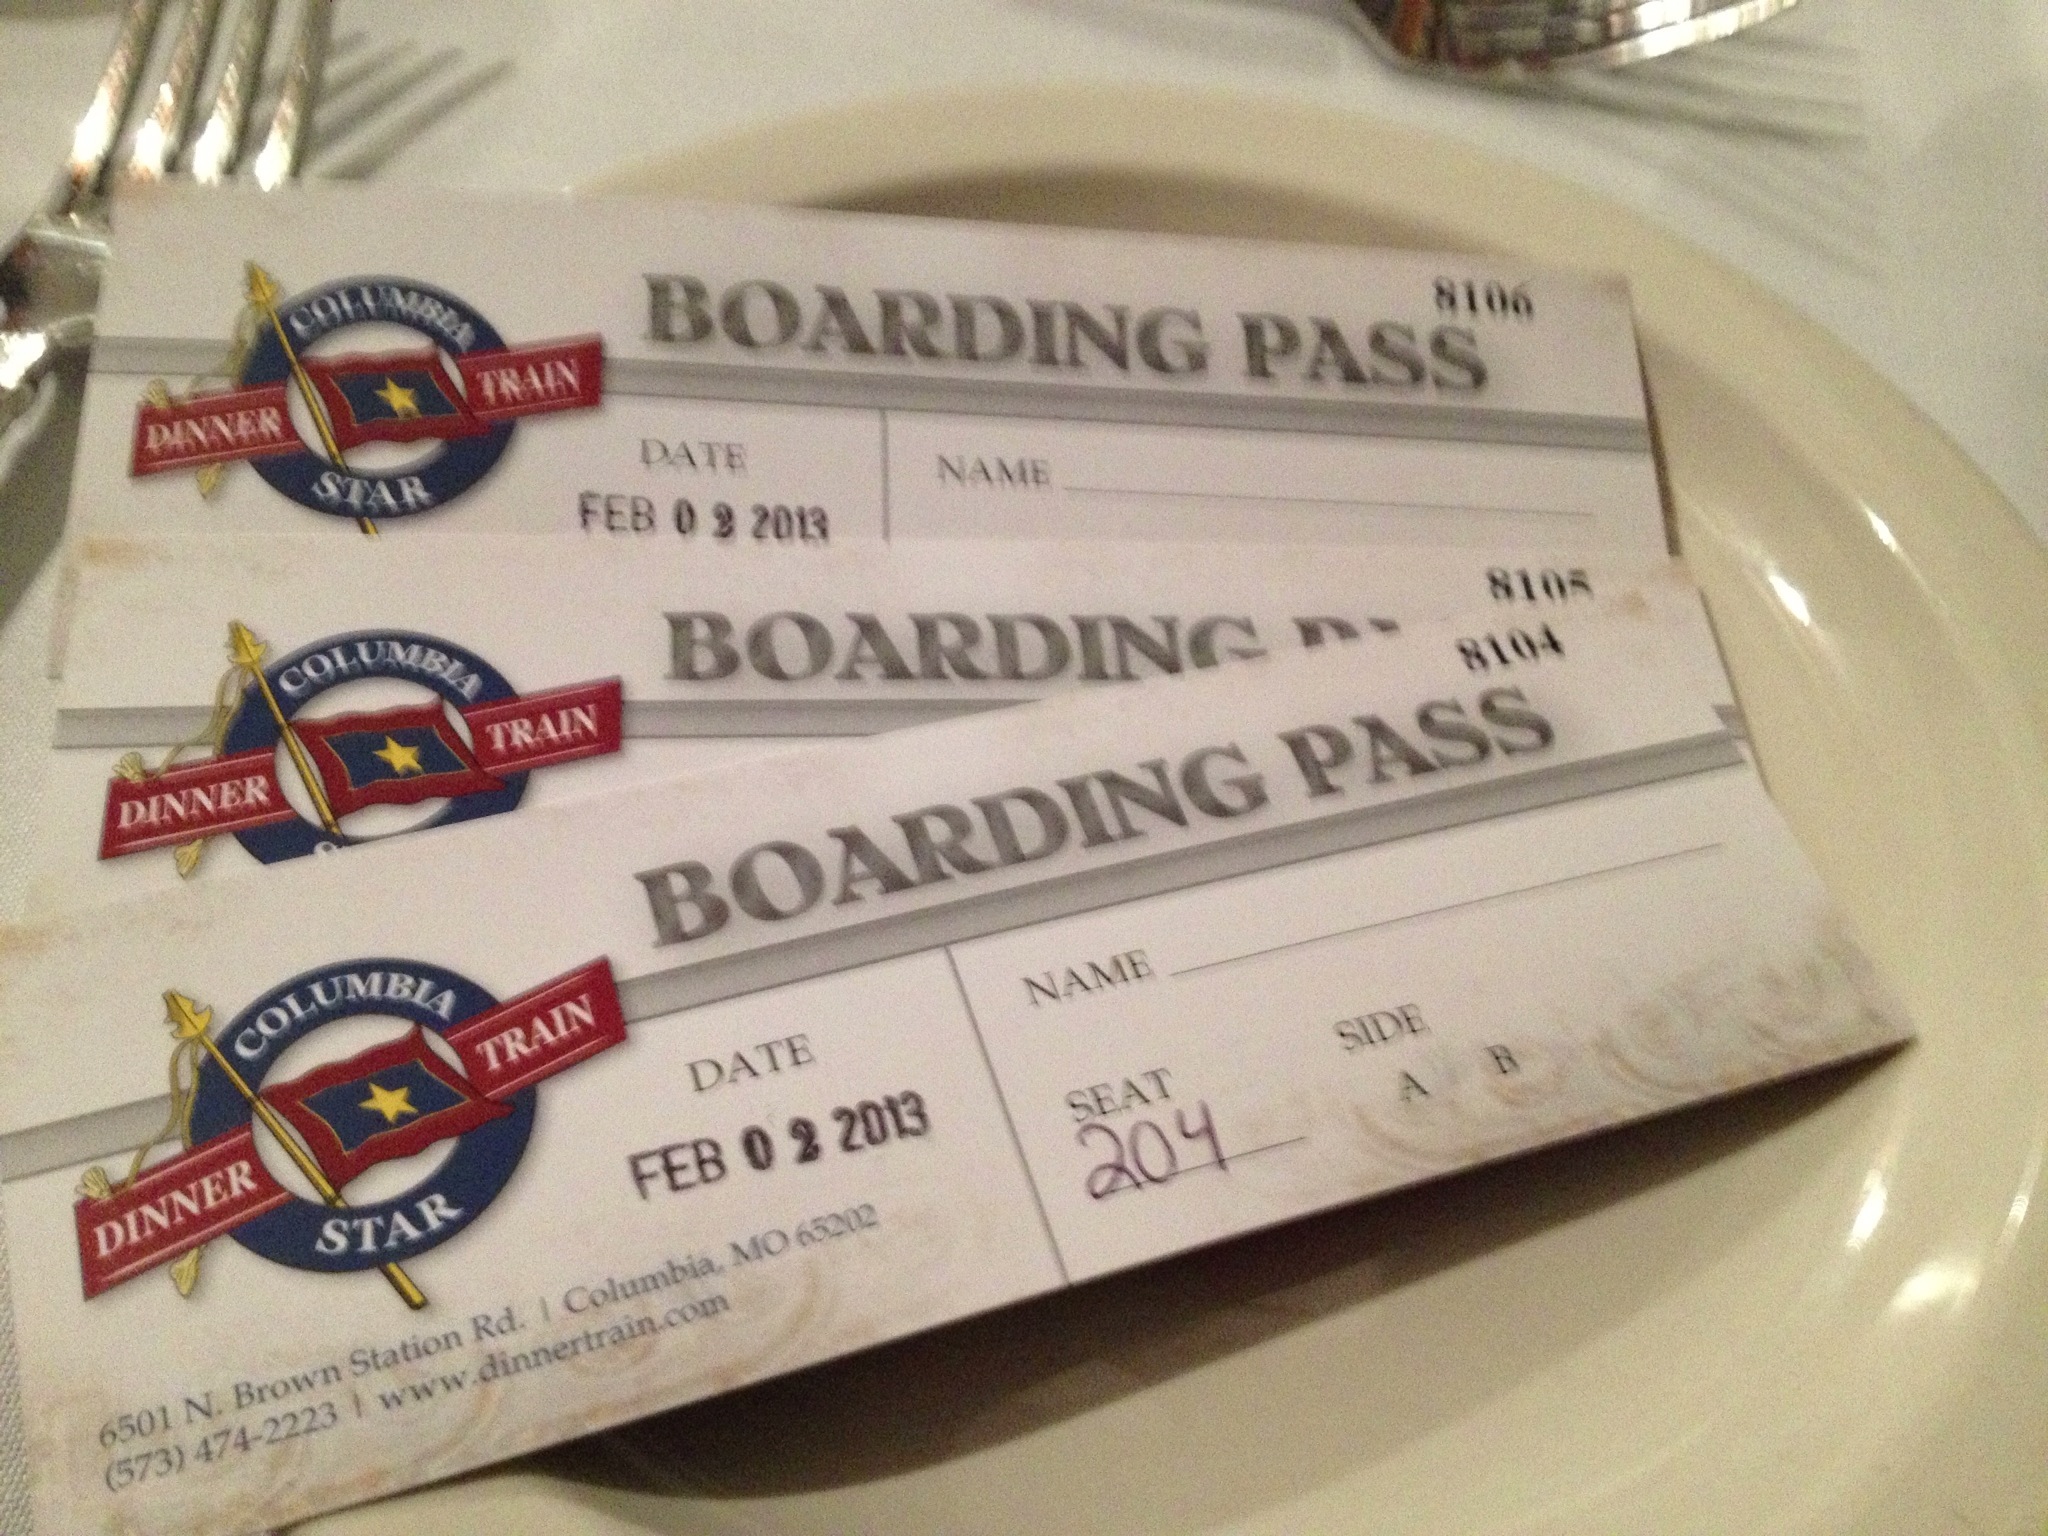 8106
BOARDING PASS
COLUMBIA
DINNER TRAIN
STAR
DATE
NAME
FEB 02 2013
8105
BOARDING
COLUMBIA
DINNER TRAIN
8104
BOARDING PASS
COLUMBIA
DINNER TRAIN
STAR
DATE
FEB 02 2013
NAME
SEAT
204
SIDE
A B
6501 N. Brown Station Rd. | Columbia, MO 65202
(573) 474-2223 | www.dinnertrain.com